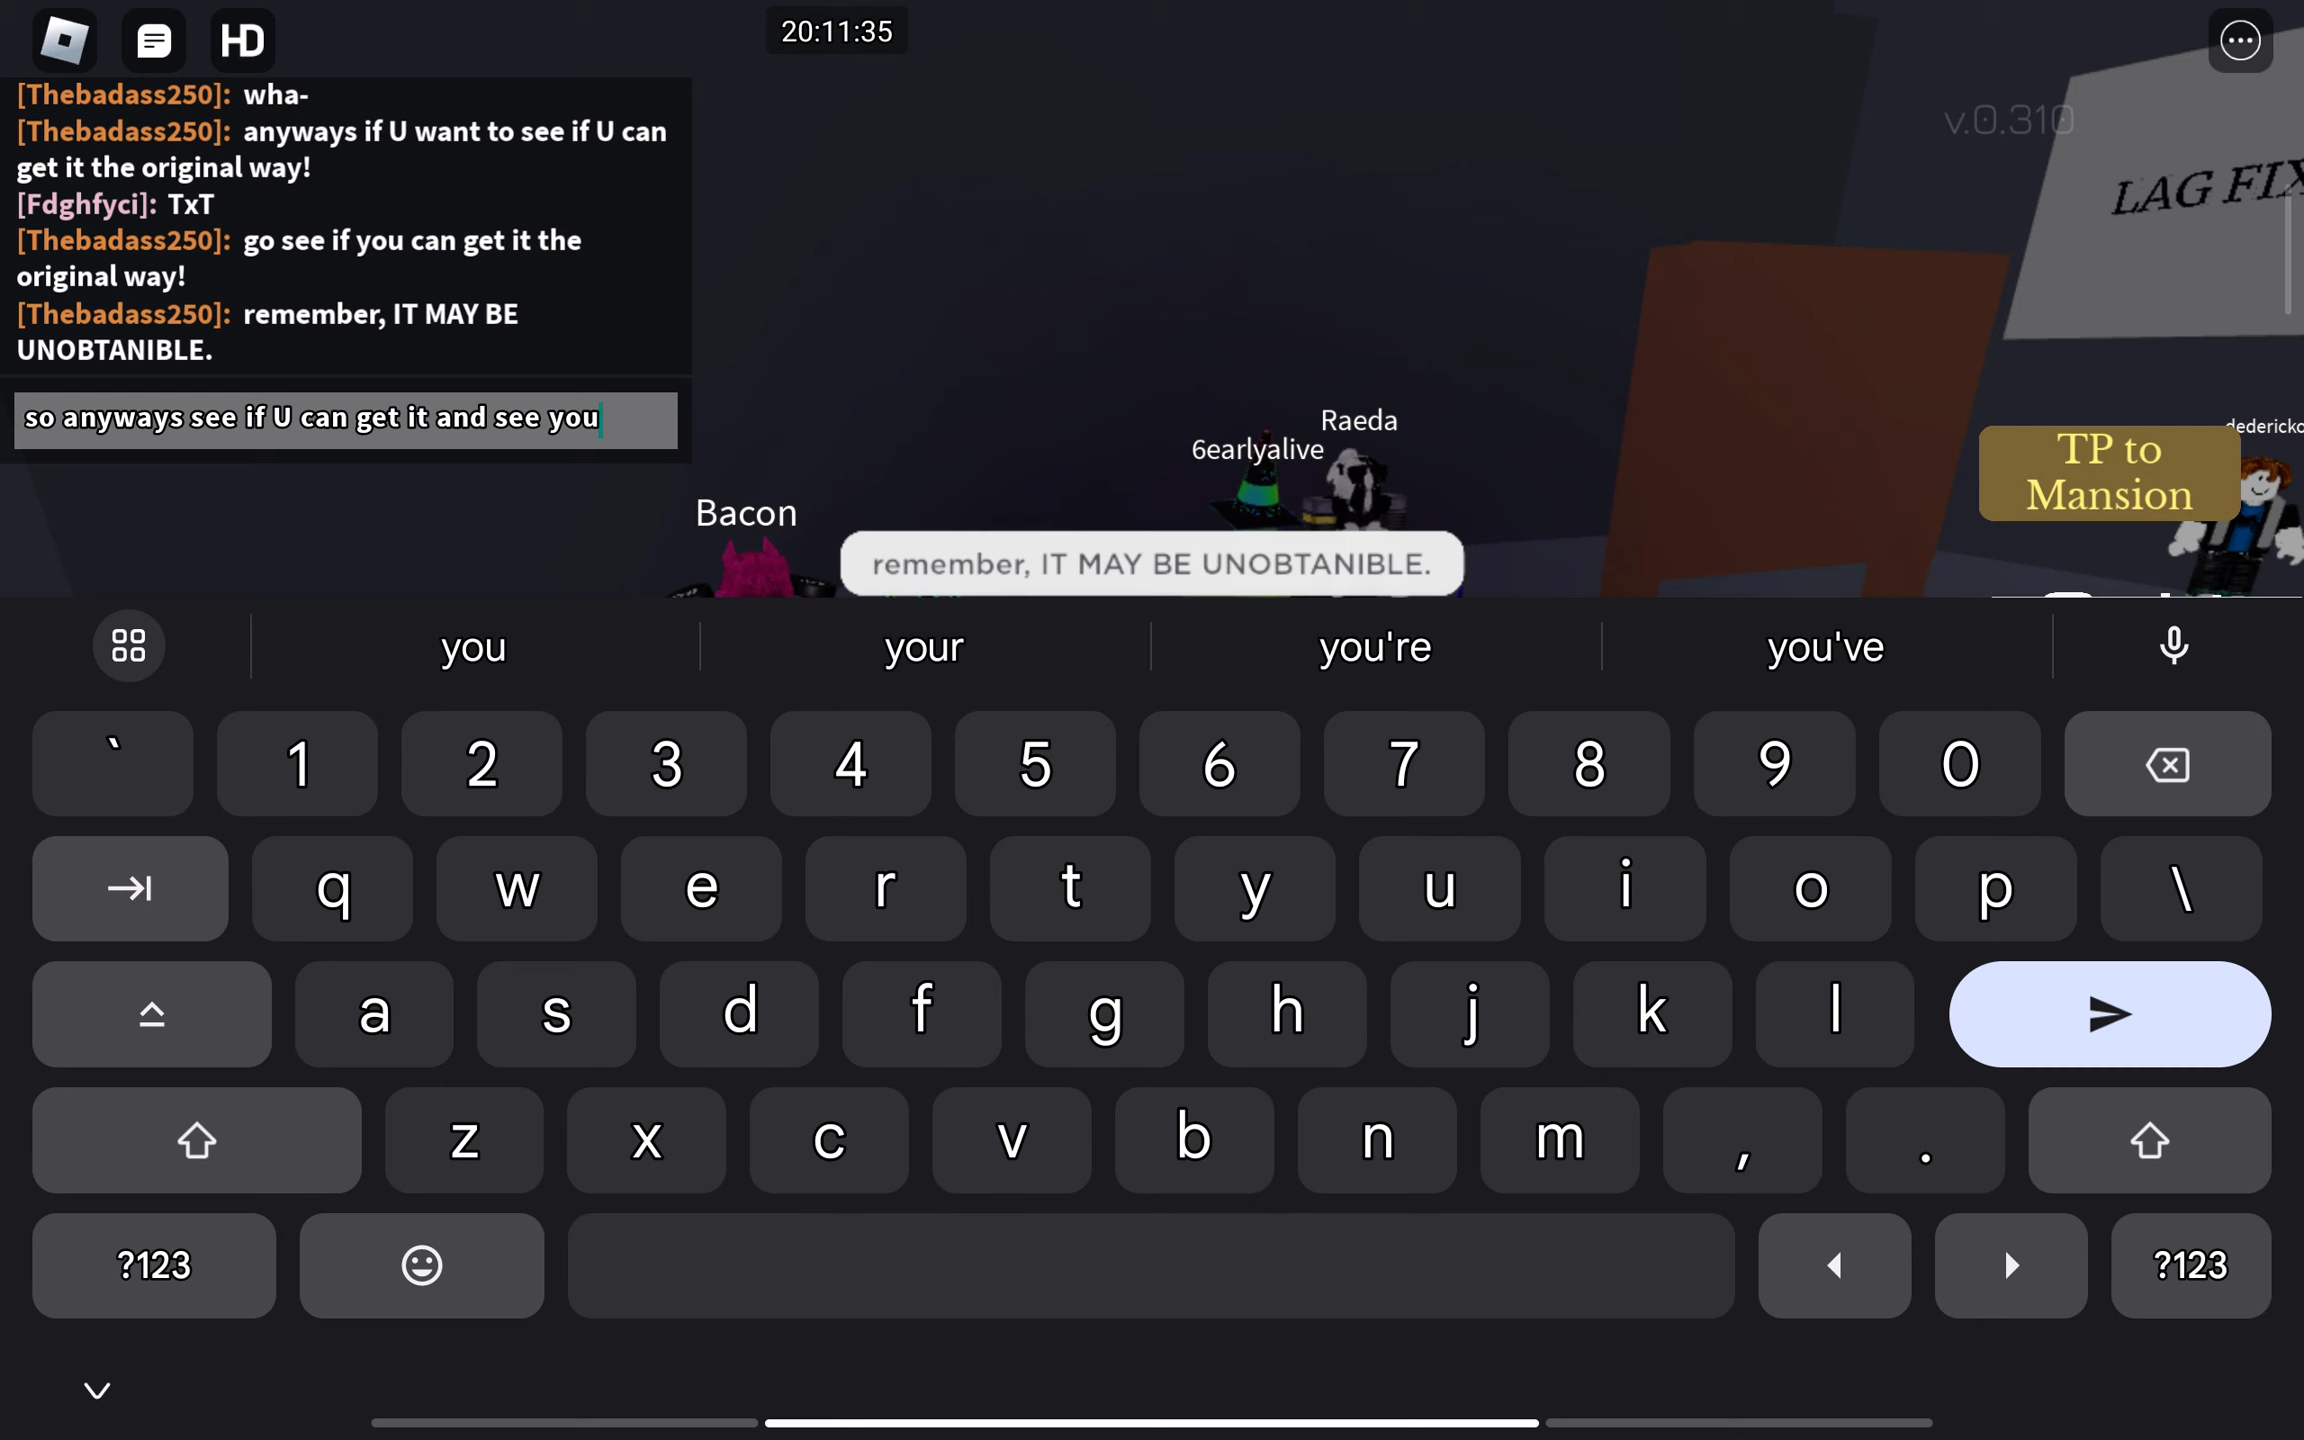 HD
20:11:35
[Thebadass250]: wha-
[Thebadass250]: anyways if U want to see if U can
get it the original way!
[Fdghfyci]: TxT
[Thebadass250]: go see if you can get it the
original way!
[Thebadass250]: remember, IT MAY BE
UNOBTANIBLE.
so anyways see if U can get it and see you
v.0.310
LAG FIX
Raeda
6earlyalive
Bacon
remember, IT MAY BE UNOBTANIBLE.
TP to
Mansion
you your you're you've
` 1 2 3 4 5 6 7 8 9 0
q w e r t y u i o p \
a s d f g h j k l
z x c v b n m , .
?123 ?123